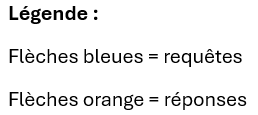 Légende :
Flèches bleues = requêtes
Flèches orange = réponses